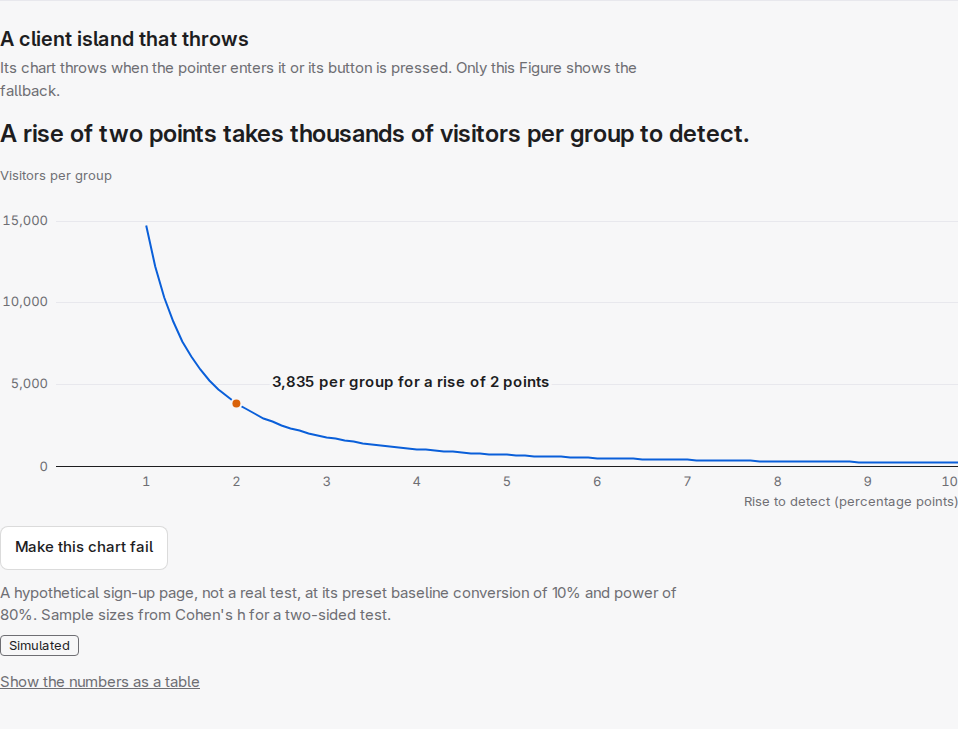 A client island that throws
Its chart throws when the pointer enters it or its button is pressed. Only this Figure shows the
fallback.
A rise of two points takes thousands of visitors per group to detect.
Visitors per group
15,000
10,000
5,000
3,835 per group for a rise of 2 points
0
1 2 3 4 5 6 7 8 9 10
Rise to detect (percentage points)
Make this chart fail
A hypothetical sign-up page, not a real test, at its preset baseline conversion of 10% and power of
80%. Sample sizes from Cohen's h for a two-sided test.
Simulated
Show the numbers as a table